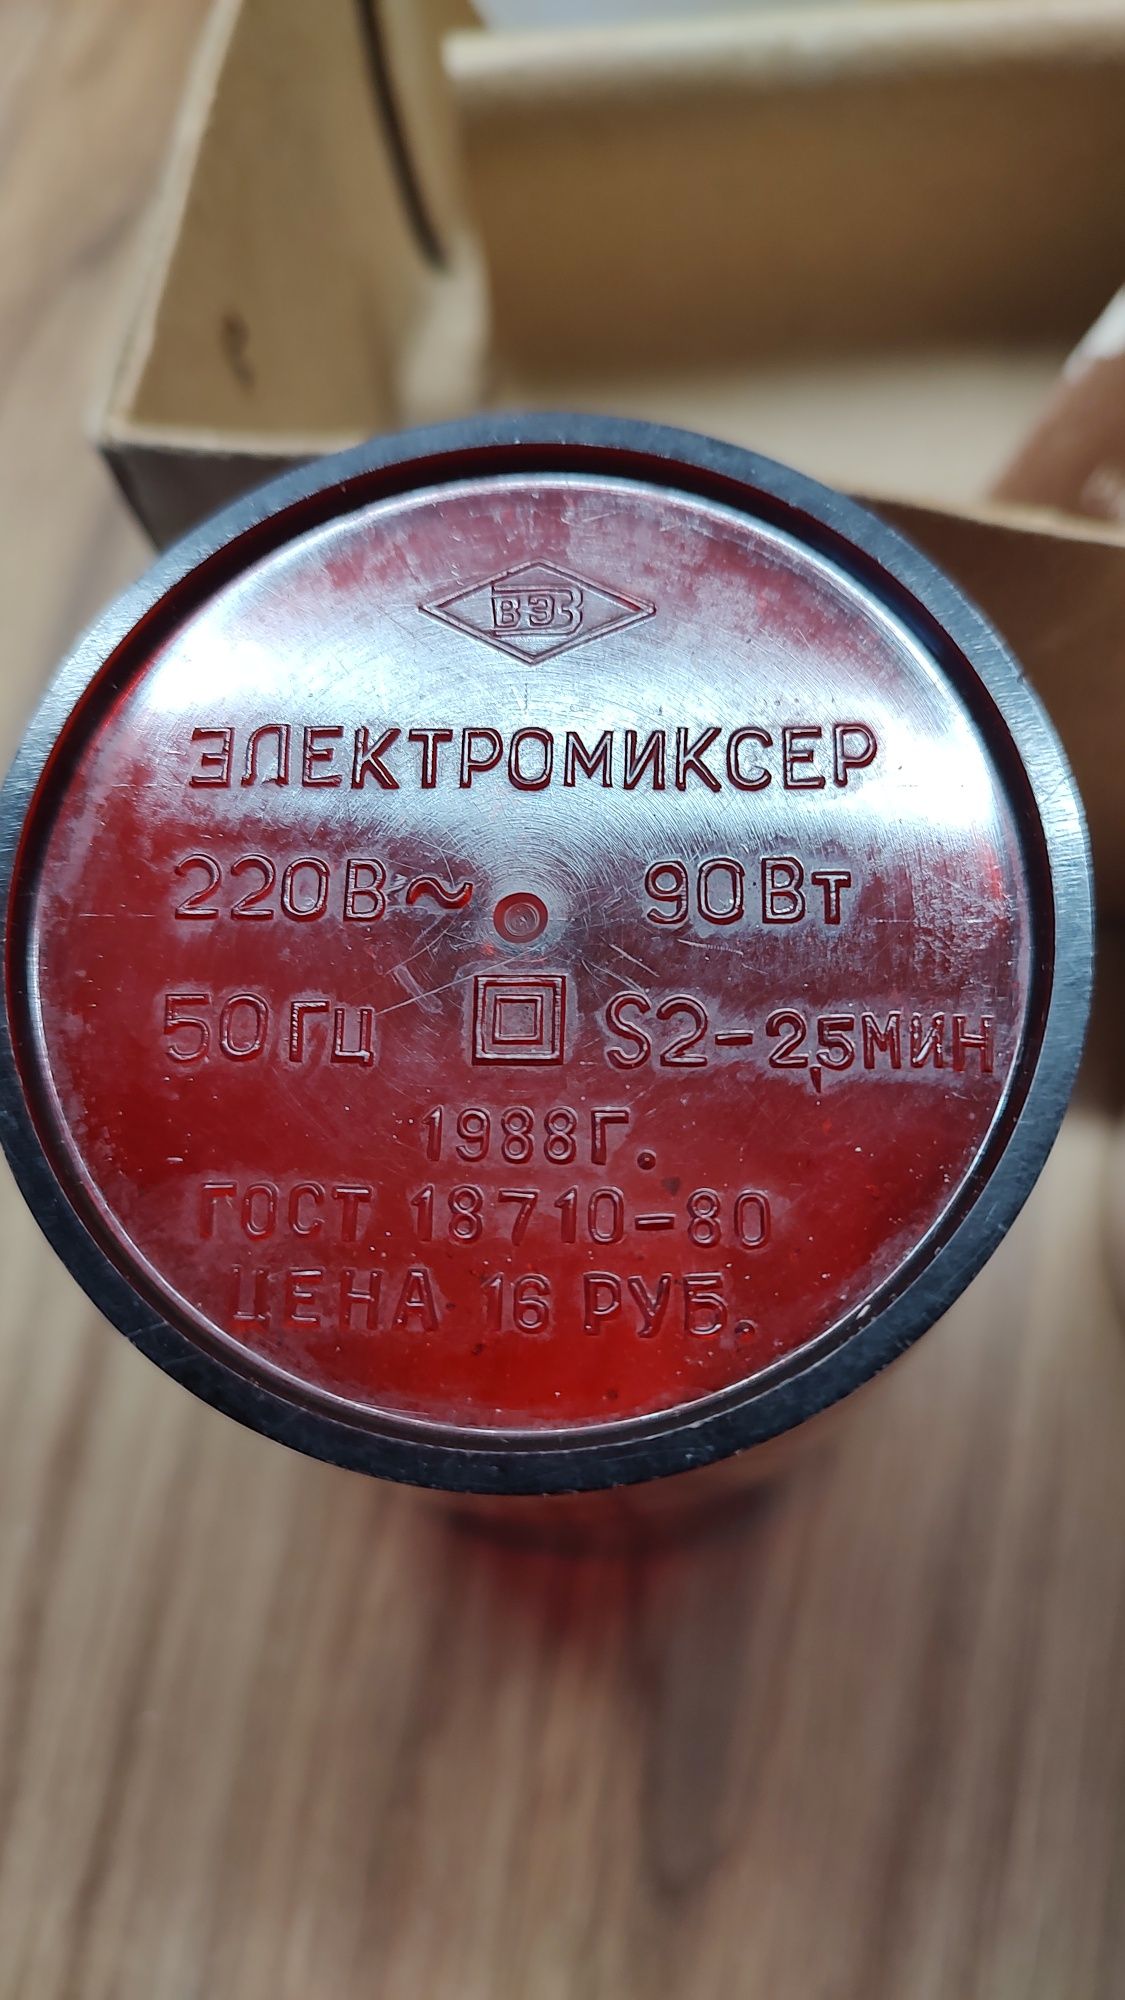 ВЭЗ
ЭЛЕКТРОМИКСЕР
220В~ 90Вт
50Гц S2-2,5МИН
1988Г.
ГОСТ 18710-80
ЦЕНА 16 РУБ.